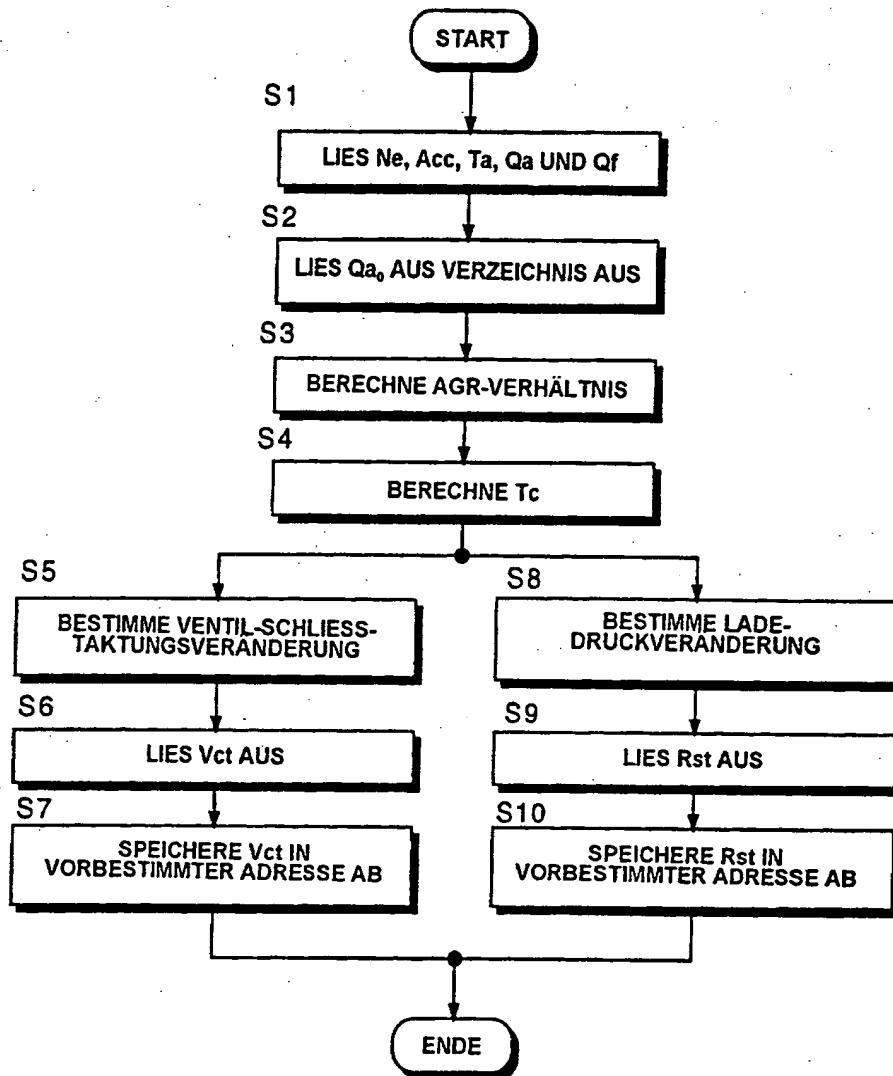 START
S1
LIES Ne, Acc, Ta, Qa UND Qf
S2
LIES Qa₀ AUS VERZEICHNIS AUS
S3
BERECHNE AGR-VERHÄLTNIS
S4
BERECHNE Tc
S5
BESTIMME VENTIL-SCHLIESS-
TAKTUNGSVERÄNDERUNG
S6
LIES Vct AUS
S7
SPEICHERE Vct IN
VORBESTIMMTER ADRESSE AB
S8
BESTIMME LADE-
DRUCKVERÄNDERUNG
S9
LIES Rst AUS
S10
SPEICHERE Rst IN
VORBESTIMMTER ADRESSE AB
ENDE